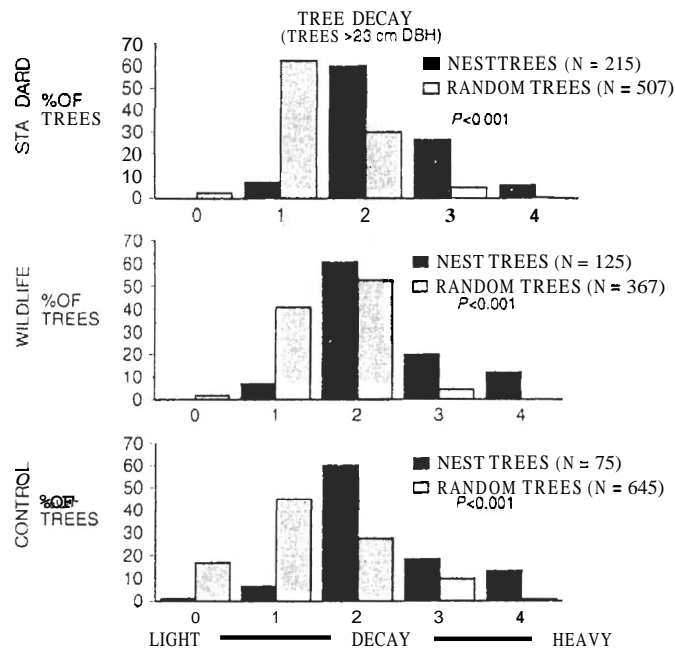 TREE DECAY
(TREES >23 cm DBH)
STA DARD
%OF
TREES
70
60
50
40
30
20
10
0
NESTTREES (N = 215)
RANDOM TREES (N = 507)
P<0 001
0 1 2 3 4
WILDLIFE
%OF
TREES
70
60
50
40
30
20
10
0
NEST TREES (N = 125)
RANDOM TREES (N = 367)
P<0.001
0 1 2 3 4
CONTROL
%OF
TREES
70
60
50
40
30
20
10
0
NEST TREES (N = 75)
RANDOM TREES (N = 645)
P<0.001
0 1 2 3 4
LIGHT DECAY HEAVY